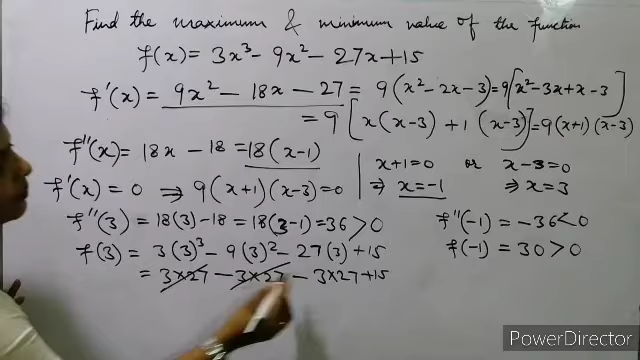 Find the maximum & minimum value of the function
f(x) = 3x³ - 9x² - 27x + 15
f'(x) = 9x² - 18x - 27 = 9(x² - 2x - 3) = 9[x² - 3x + x - 3]
= 9[x(x-3) + 1(x-3)] = 9(x+1)(x-3)
f''(x) = 18x - 18 = 18(x-1)
x+1=0 or x-3=0
f'(x) = 0 ⇒ 9(x+1)(x-3)=0
⇒ x=-1 ⇒ x=3
f''(3) = 18(3) - 18 = 18(3-1) = 36 > 0 f''(-1) = -36 < 0
f(3) = 3(3)³ - 9(3)² - 27(3) + 15 f(-1) = 30 > 0
= 3×27 - 3×27 - 3×27 + 15
PowerDirector